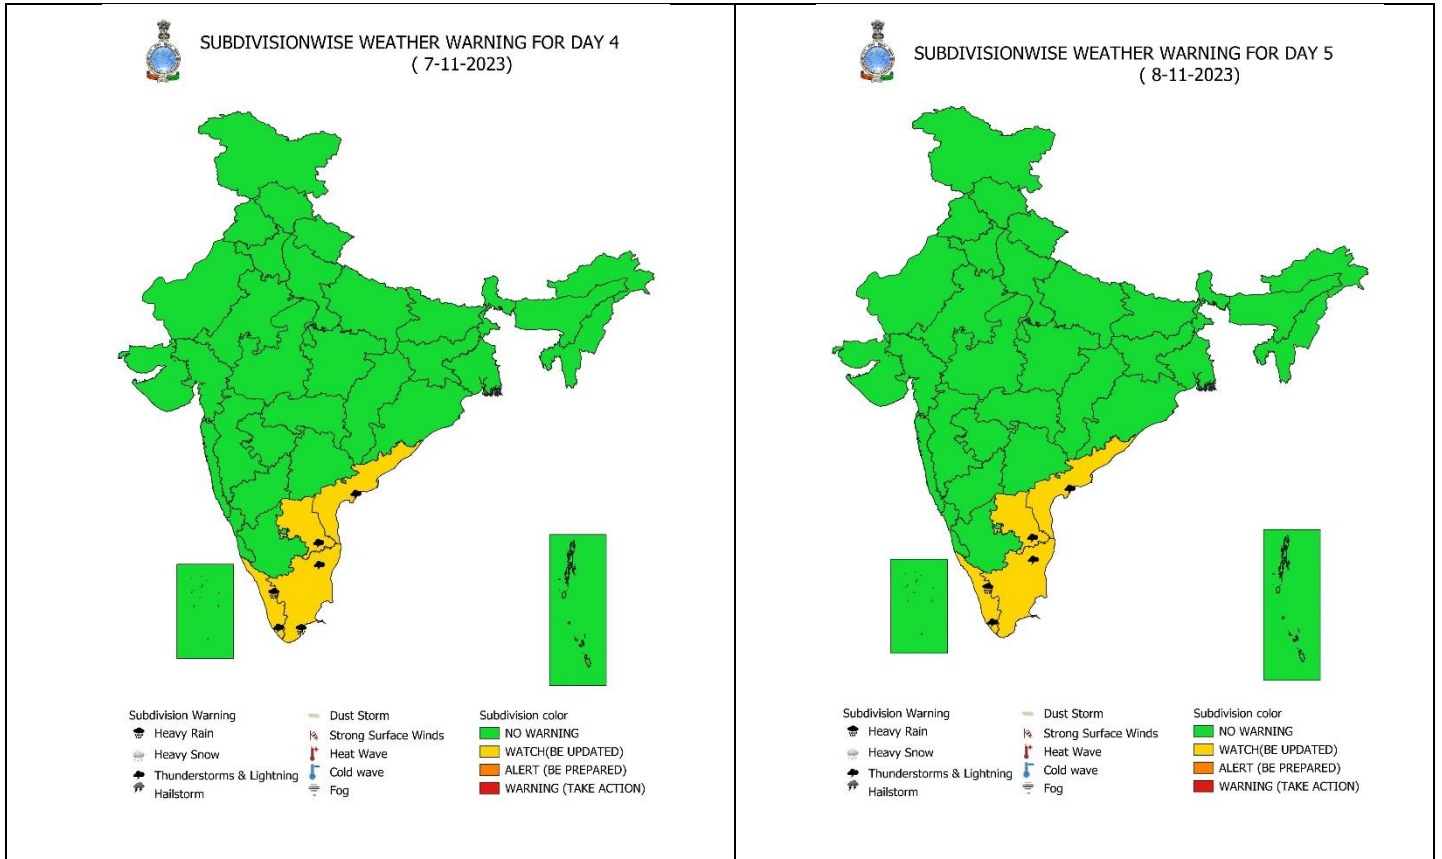 SUBDIVISIONWISE WEATHER WARNING FOR DAY 4
( 7-11-2023)
Subdivision Warning
Heavy Rain
Heavy Snow
Thunderstorms & Lightning
Hailstorm
Dust Storm
Strong Surface Winds
Heat Wave
Cold wave
Fog
Subdivision color
NO WARNING
WATCH(BE UPDATED)
ALERT (BE PREPARED)
WARNING (TAKE ACTION)
SUBDIVISIONWISE WEATHER WARNING FOR DAY 5
( 8-11-2023)
Subdivision Warning
Heavy Rain
Heavy Snow
Thunderstorms & Lightning
Hailstorm
Dust Storm
Strong Surface Winds
Heat Wave
Cold wave
Fog
Subdivision color
NO WARNING
WATCH(BE UPDATED)
ALERT (BE PREPARED)
WARNING (TAKE ACTION)